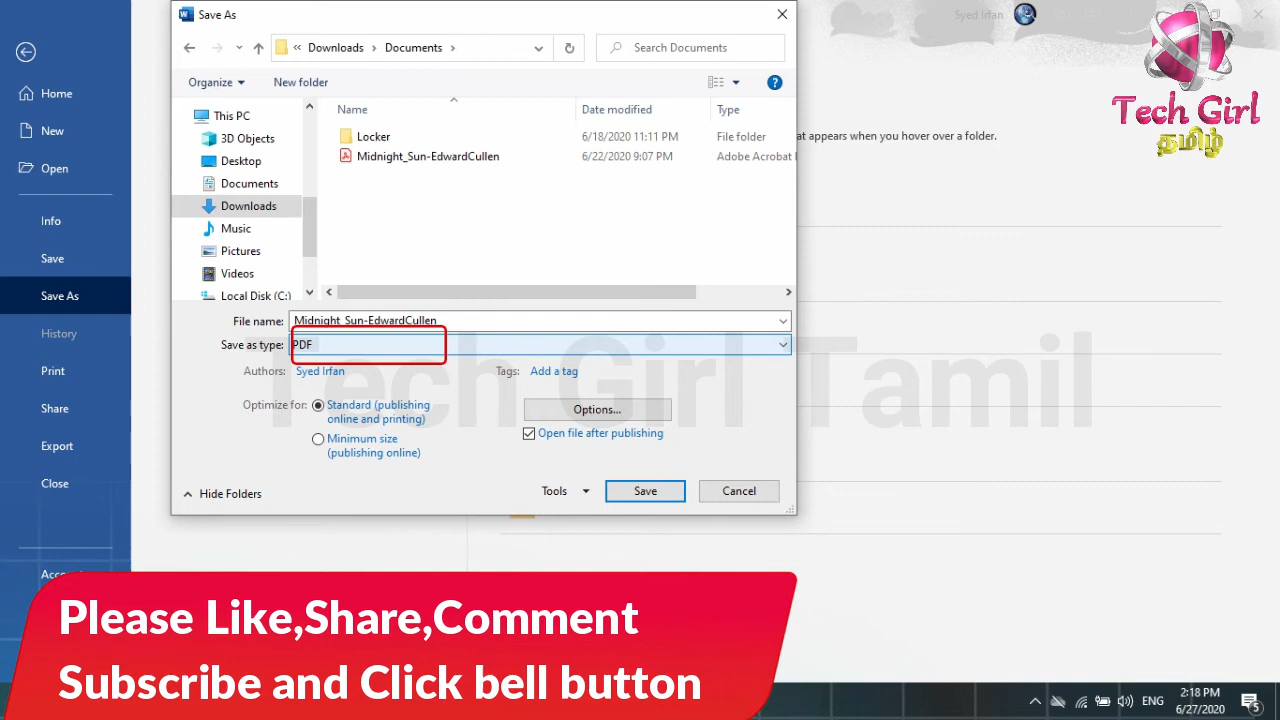 Save As
Syed Irfan
« Downloads > Documents >
Search Documents
Organize
New folder
Home
New
Open
Info
Save
Save As
History
Print
Share
Export
Close
This PC
3D Objects
Desktop
Documents
Downloads
Music
Pictures
Videos
Local Disk (C:)
Name Date modified Type
Locker 6/18/2020 11:11 PM File folder
Midnight_Sun-EdwardCullen 6/22/2020 9:07 PM Adobe Acrobat
at appears when you hover over a folder.
Tech Girl
தமிழ்
File name: Midnight_Sun-EdwardCullen
Save as type: PDF
Authors: Syed Irfan
Tags: Add a tag
Optimize for: Standard (publishing
online and printing)
Minimum size
(publishing online)
Options...
Open file after publishing
Tech Girl Tamil
Hide Folders
Tools
Save
Cancel
Please Like,Share,Comment
Subscribe and Click bell button
ENG
2:18 PM
6/27/2020
5